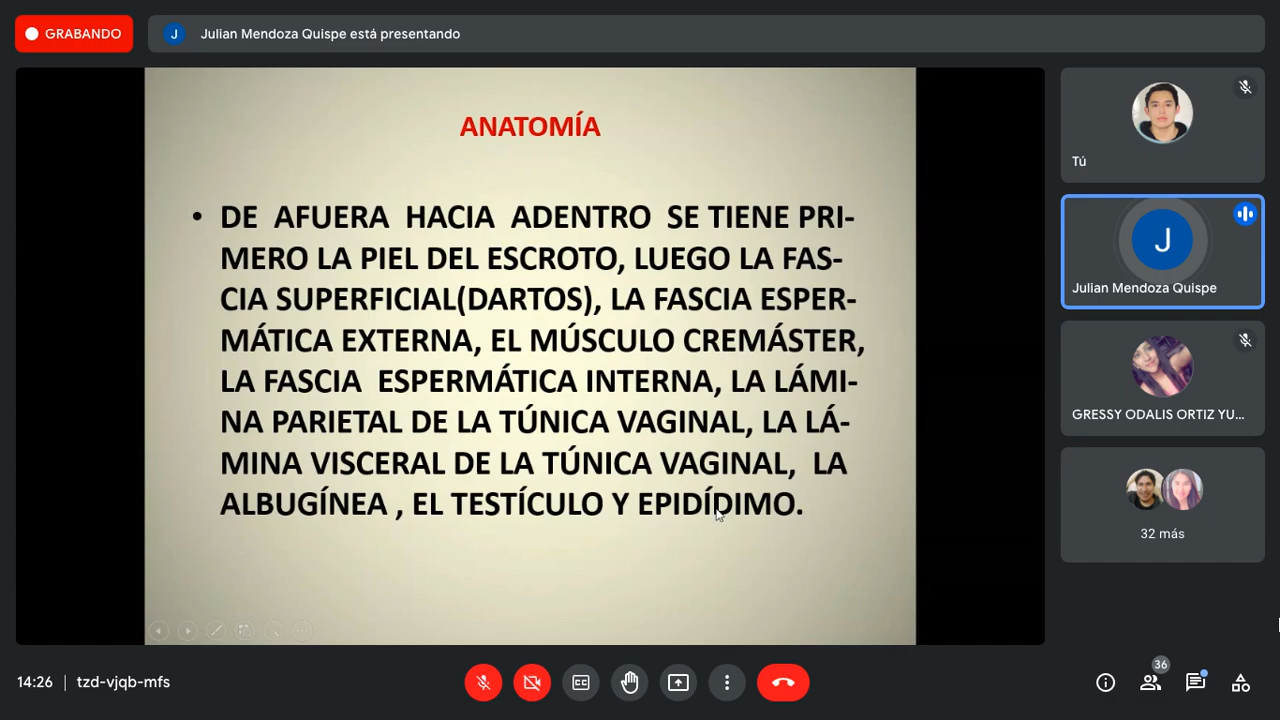 GRABANDO
J Julian Mendoza Quispe está presentando
ANATOMÍA
• DE AFUERA HACIA ADENTRO SE TIENE PRI-
MERO LA PIEL DEL ESCROTO, LUEGO LA FAS-
CIA SUPERFICIAL(DARTOS), LA FASCIA ESPER-
MÁTICA EXTERNA, EL MÚSCULO CREMÁSTER,
LA FASCIA ESPERMÁTICA INTERNA, LA LÁMI-
NA PARIETAL DE LA TÚNICA VAGINAL, LA LÁ-
MINA VISCERAL DE LA TÚNICA VAGINAL, LA
ALBUGÍNEA , EL TESTÍCULO Y EPIDÍDIMO.
Tú
J
Julian Mendoza Quispe
GRESSY ODALIS ORTIZ YU...
32 más
14:26 | tzd-vjqb-mfs
CC
36